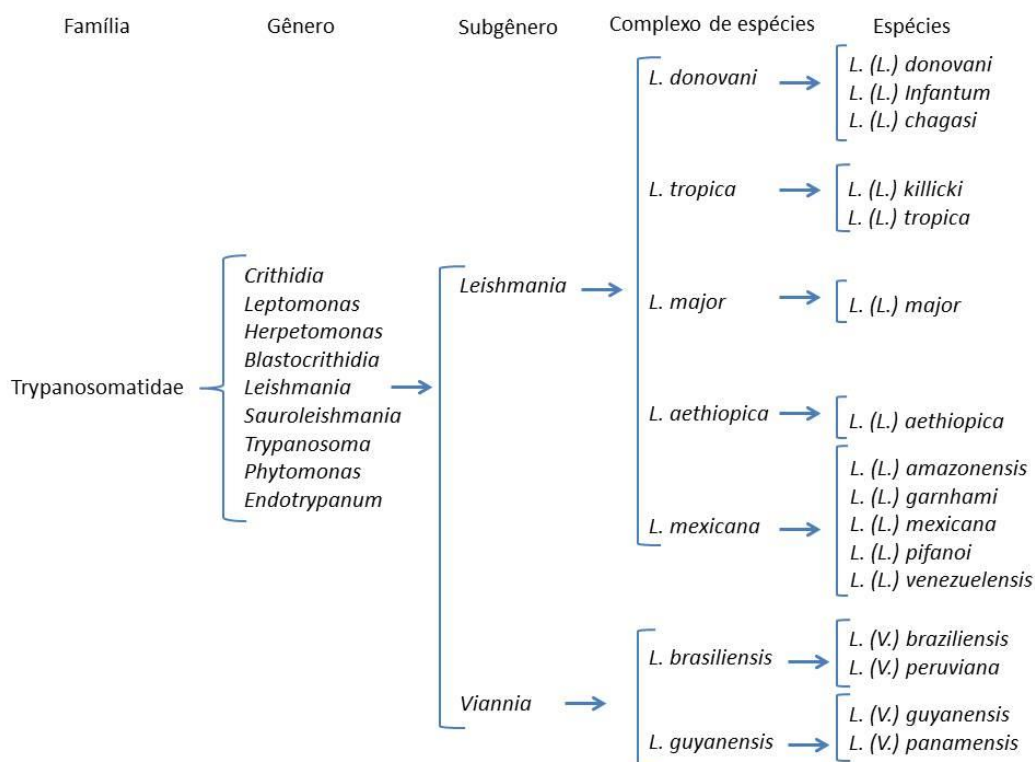 Família Gênero Subgênero Complexo de espécies Espécies
Trypanosomatidae
Crithidia
Leptomonas
Herpetomonas
Blastocrithidia
Leishmania
Sauroleishmania
Trypanosoma
Phytomonas
Endotrypanum
Leishmania
L. donovani
L. (L.) donovani
L. (L.) Infantum
L. (L.) chagasi
L. tropica
L. (L.) killicki
L. (L.) tropica
L. major
L. (L.) major
L. aethiopica
L. (L.) aethiopica
L. mexicana
L. (L.) amazonensis
L. (L.) garnhami
L. (L.) mexicana
L. (L.) pifanoi
L. (L.) venezuelensis
Viannia
L. brasiliensis
L. (V.) braziliensis
L. (V.) peruviana
L. guyanensis
L. (V.) guyanensis
L. (V.) panamensis